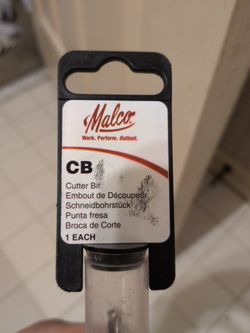 Malco
Work. Perform. Outlast.
CB
Cutter Bit
Embout de Découpeur
Schneidbohrstück
Punta fresa
Broca de Corte
1 EACH